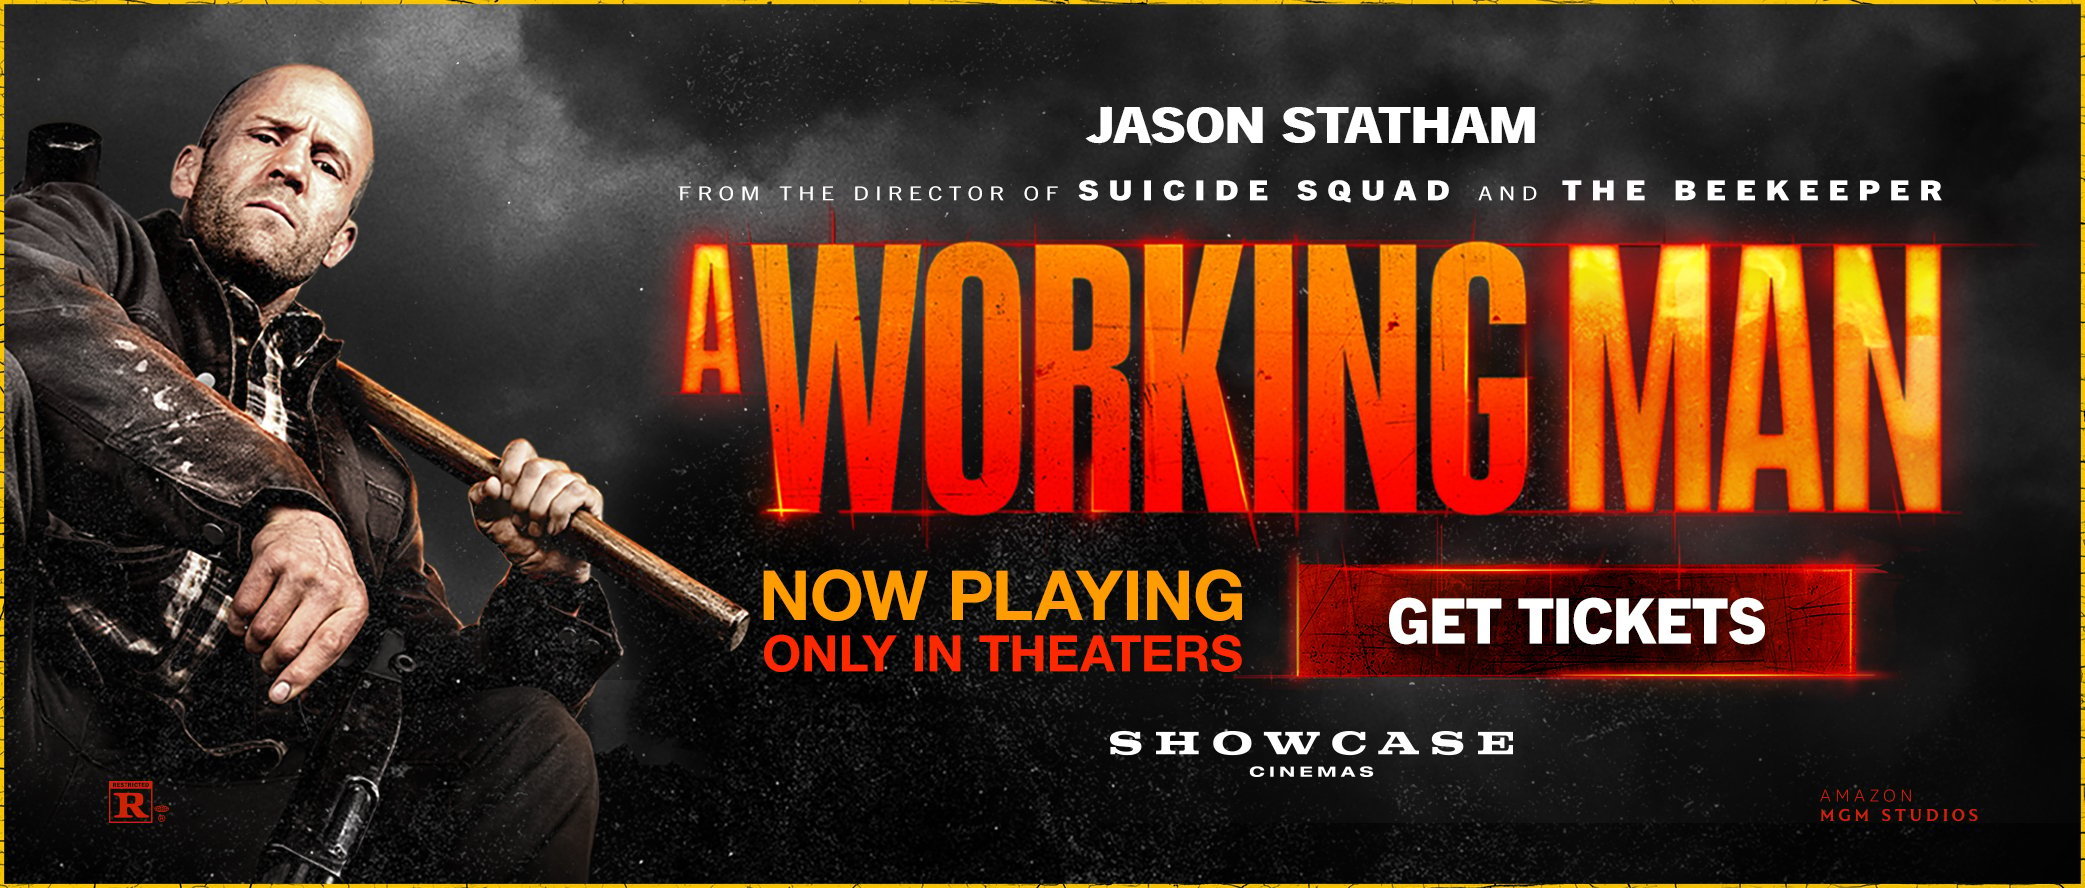 JASON STATHAM
FROM THE DIRECTOR OF SUICIDE SQUAD AND THE BEEKEEPER
A WORKING MAN
NOW PLAYING
ONLY IN THEATERS
GET TICKETS
SHOWCASE
CINEMAS
RESTRICTED
R
®
AMAZON
MGM STUDIOS